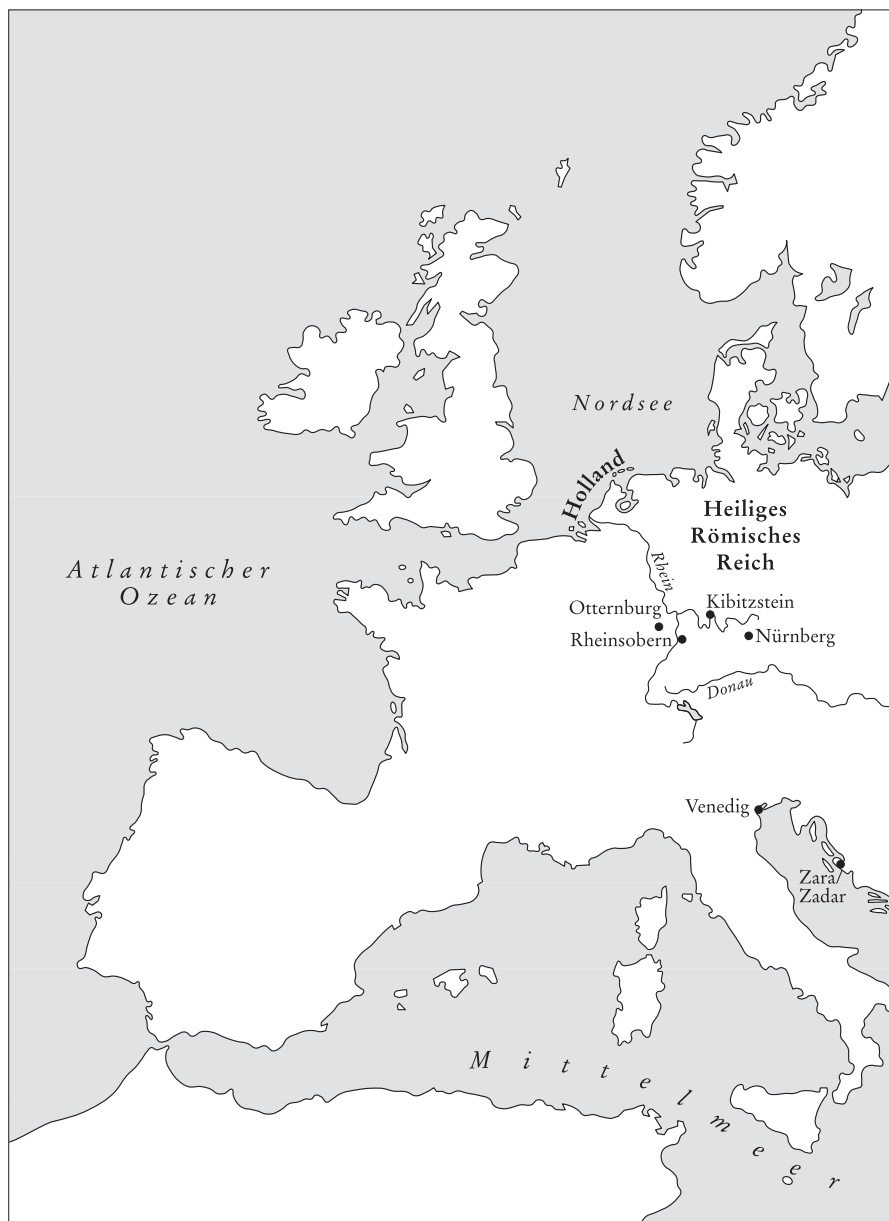 Nordsee
Holland
Heiliges
Römisches
Reich
Atlantischer
Ozean
Rhein
Otternburg
Kibitzstein
Rheinsobern
Nürnberg
Donau
Venedig
Zara/
Zadar
Mittelmeer